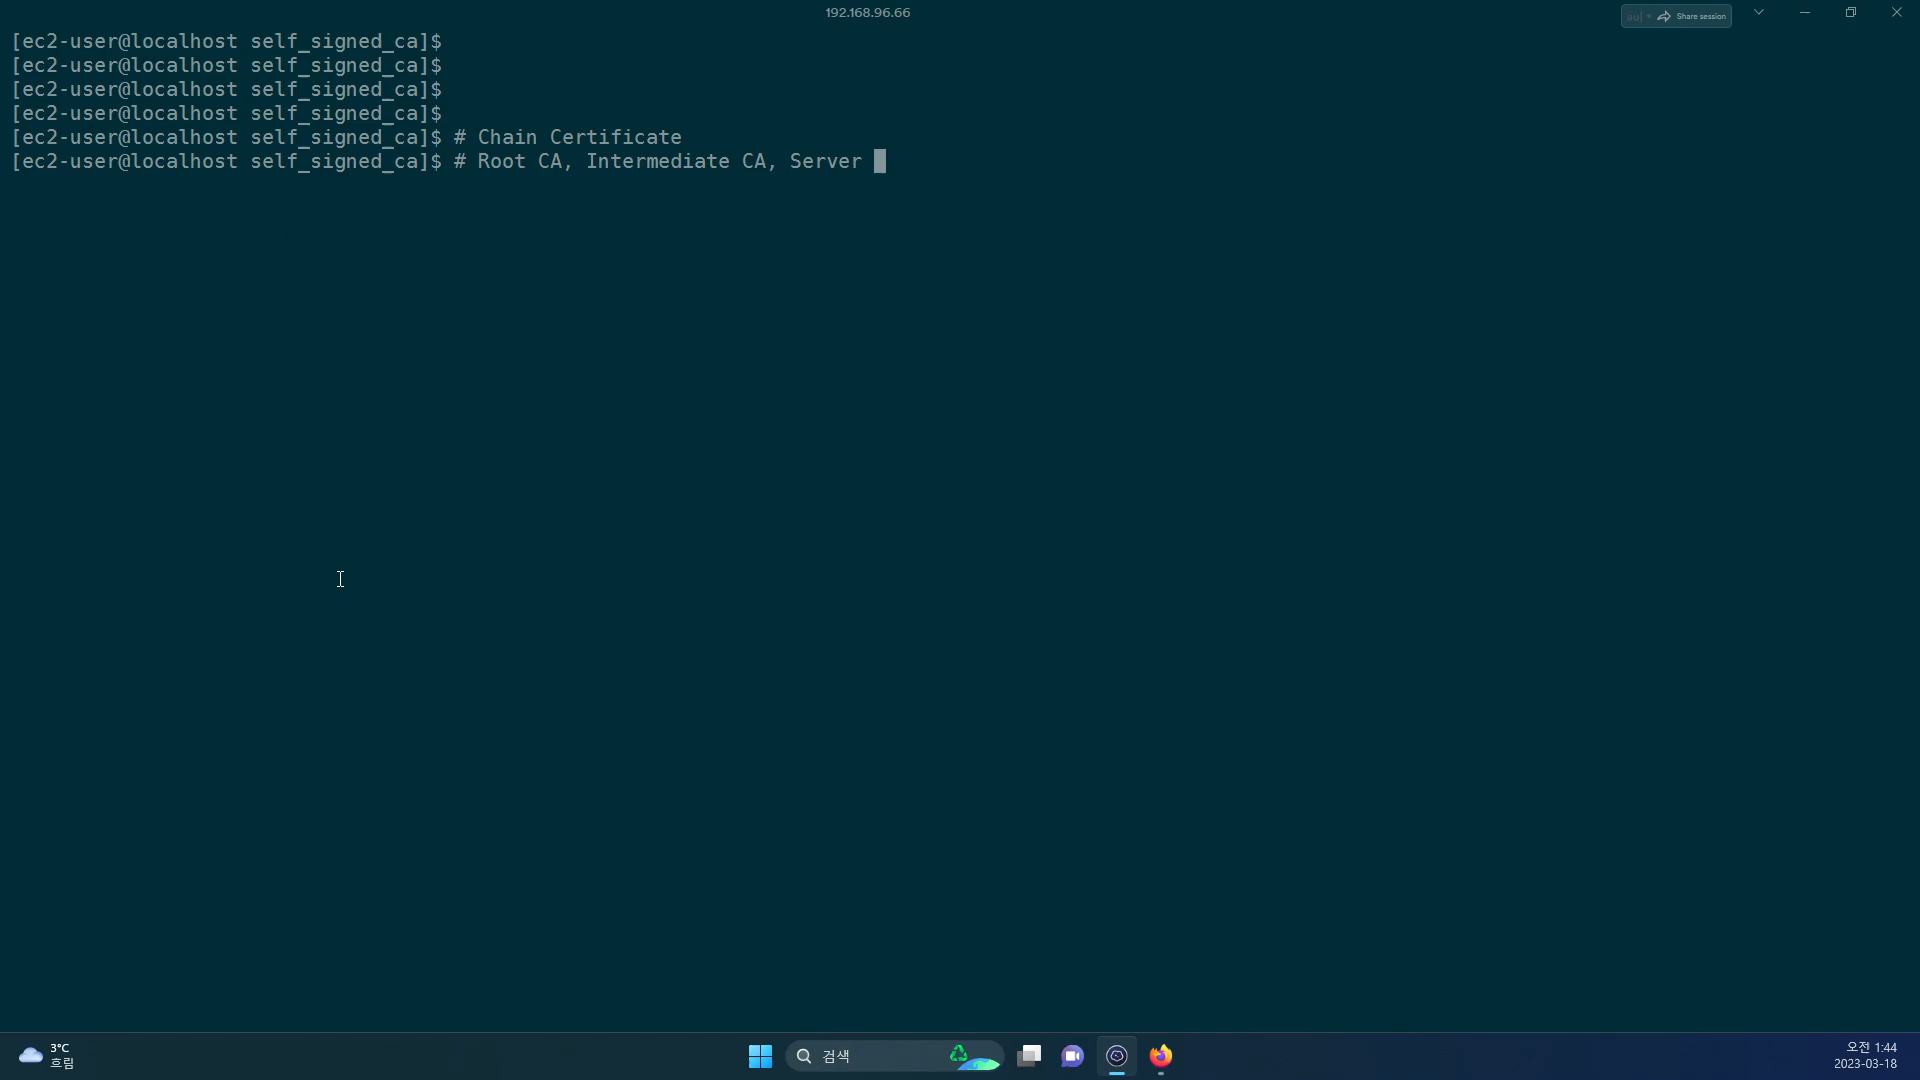 192.168.96.66
Share session
[ec2-user@localhost self_signed_ca]$
[ec2-user@localhost self_signed_ca]$
[ec2-user@localhost self_signed_ca]$
[ec2-user@localhost self_signed_ca]$
[ec2-user@localhost self_signed_ca]$ # Chain Certificate
[ec2-user@localhost self_signed_ca]$ # Root CA, Intermediate CA, Server
3°C
흐림
검색
오전 1:44
2023-03-18